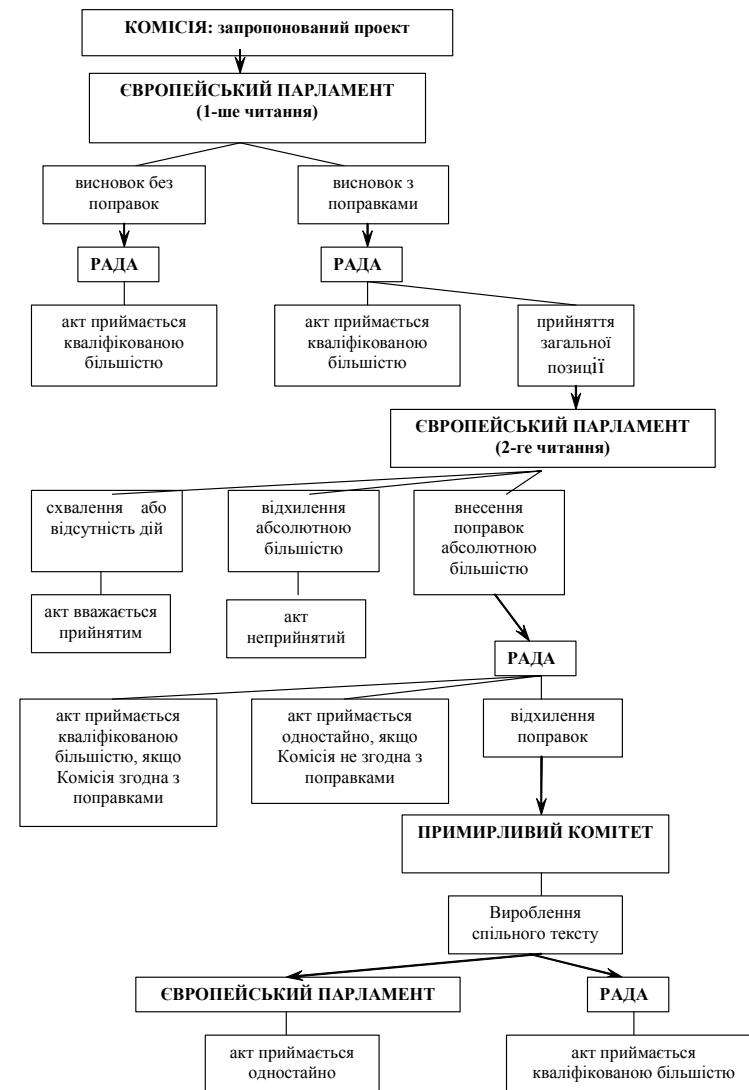 КОМІСІЯ: запропонований проект
ЄВРОПЕЙСЬКИЙ ПАРЛАМЕНТ
(1-ше читання)
висновок без
поправок
висновок з
поправками
РАДА
РАДА
акт приймається
кваліфікованою
більшістю
акт приймається
кваліфікованою
більшістю
прийняття
загальної
позиції
ЄВРОПЕЙСЬКИЙ ПАРЛАМЕНТ
(2-ге читання)
схвалення або
відсутність дій
відхилення
абсолютною
більшістю
внесення
поправок
абсолютною
більшістю
акт вважається
прийнятим
акт
неприйнятий
РАДА
акт приймається
кваліфікованою
більшістю, якщо
Комісія згодна з
поправками
акт приймається
одностайно, якщо
Комісія не згодна з
поправками
відхилення
поправок
ПРИМИРЛИВИЙ КОМІТЕТ
Вироблення
спільного тексту
ЄВРОПЕЙСЬКИЙ ПАРЛАМЕНТ
РАДА
акт приймається
одностайно
акт приймається
кваліфікованою більшістю